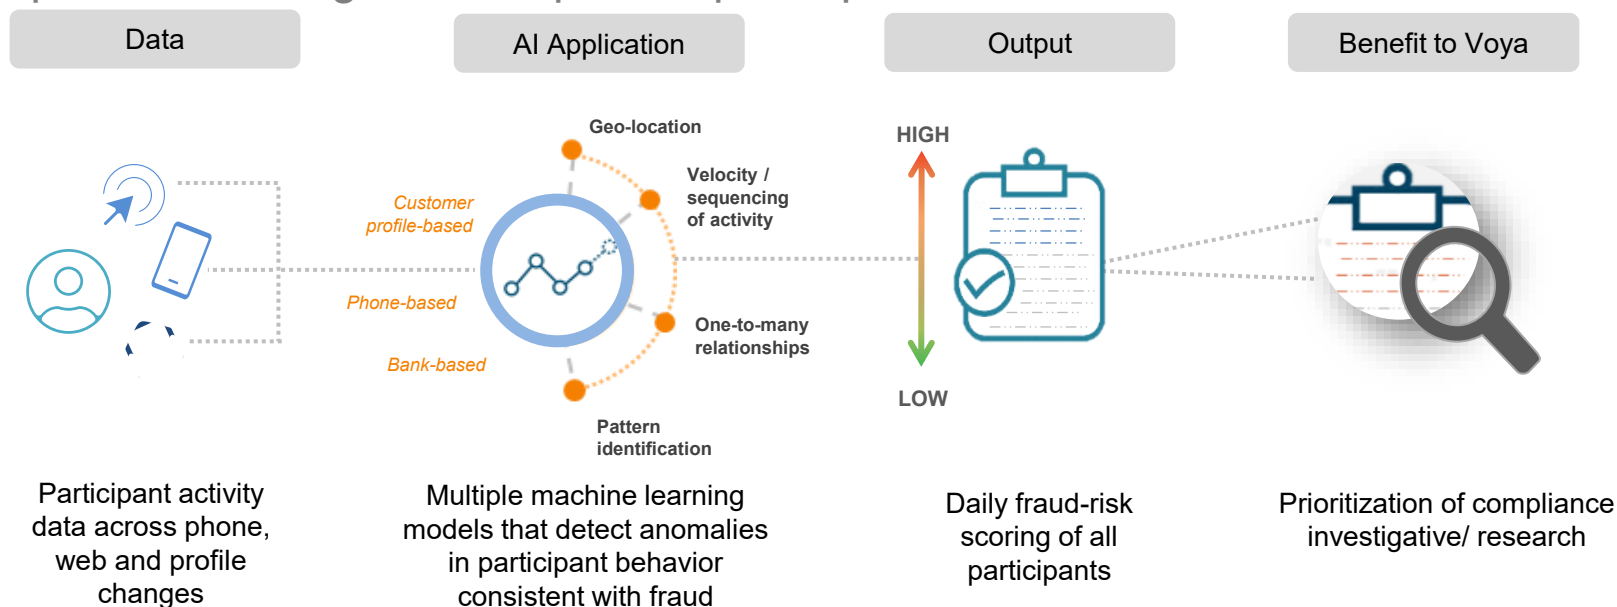 Data
AI Application
Output
Benefit to Voya
Geo-location
Velocity /
sequencing
of activity
Customer
profile-based
Phone-based
Bank-based
One-to-many
relationships
Pattern
identification
HIGH
LOW
Participant activity
data across phone,
web and profile
changes
Multiple machine learning
models that detect anomalies
in participant behavior
consistent with fraud
Daily fraud-risk
scoring of all
participants
Prioritization of compliance
investigative/ research